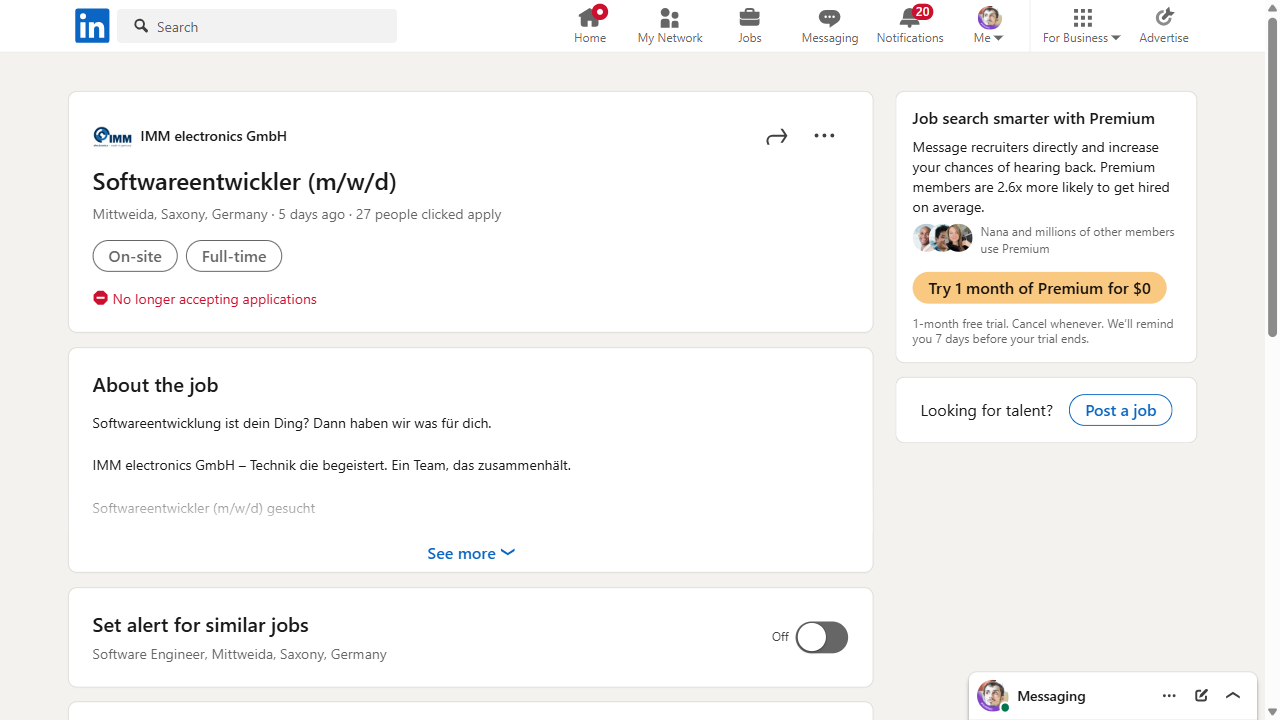 in
Search
Home
My Network
Jobs
Messaging
20
Notifications
Me
For Business
Advertise
IMM
IMM electronics GmbH
Softwareentwickler (m/w/d)
Mittweida, Saxony, Germany · 5 days ago · 27 people clicked apply
On-site
Full-time
No longer accepting applications
About the job
Softwareentwicklung ist dein Ding? Dann haben wir was für dich.
IMM electronics GmbH – Technik die begeistert. Ein Team, das zusammenhält.
Softwareentwickler (m/w/d) gesucht
See more
Set alert for similar jobs
Software Engineer, Mittweida, Saxony, Germany
Off
Job search smarter with Premium
Message recruiters directly and increase
your chances of hearing back. Premium
members are 2.6x more likely to get hired
on average.
Nana and millions of other members
use Premium
Try 1 month of Premium for $0
1-month free trial. Cancel whenever. We’ll remind
you 7 days before your trial ends.
Looking for talent?
Post a job
Messaging